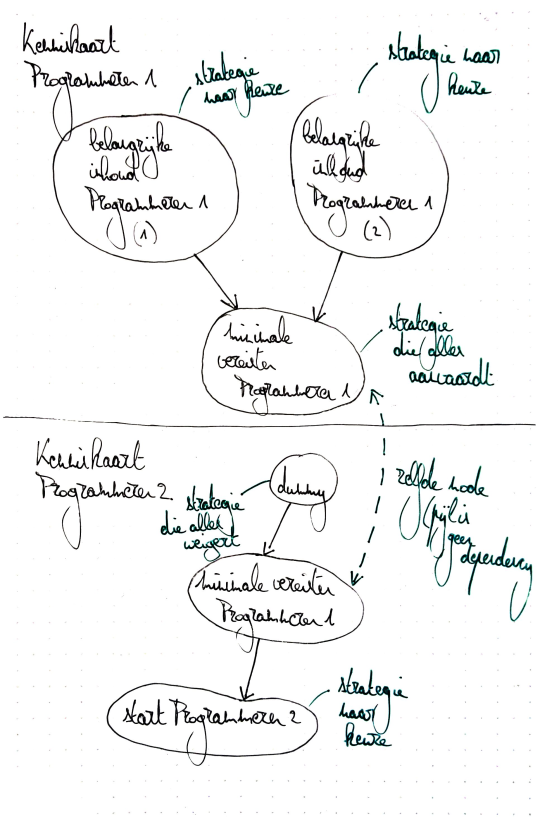 Kenniskaart
Programmeren 1
strategie
naar keuze
strategie naar
keuze
belangrijke
inhoud
Programmeren 1
(1)
belangrijke
inhoud
Programmeren 1
(2)
minimale
vereisten
Programmeren 1
strategie
die alles
aanvaardt
Kenniskaart
Programmeren 2
dummy
strategie
die alles
weigert
zelfde node
(pijl is
geen
dependency
minimale vereisten
Programmeren 1
start Programmeren 2
strategie
naar
keuze